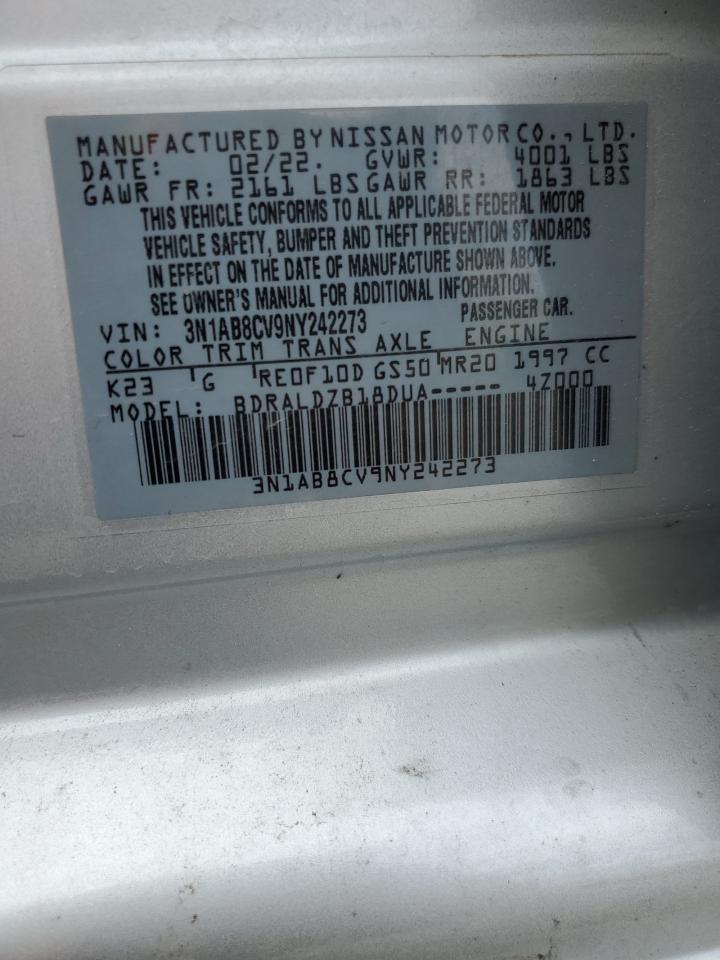 MANUFACTURED BY NISSAN MOTOR CO., LTD.
DATE: 02/22. GVWR: 4001 LBS
GAWR FR: 2161 LBS GAWR RR: 1863 LBS
THIS VEHICLE CONFORMS TO ALL APPLICABLE FEDERAL MOTOR
VEHICLE SAFETY, BUMPER AND THEFT PREVENTION STANDARDS
IN EFFECT ON THE DATE OF MANUFACTURE SHOWN ABOVE.
SEE OWNER'S MANUAL FOR ADDITIONAL INFORMATION.
VIN: 3N1AB8CV9NY242273 PASSENGER CAR.
COLOR TRIM TRANS AXLE ENGINE
K23 G RE0F10D GS50 MR20 1997 CC
MODEL: BDRALDZB18DUA----- 4Z000
3N1AB8CV9NY242273